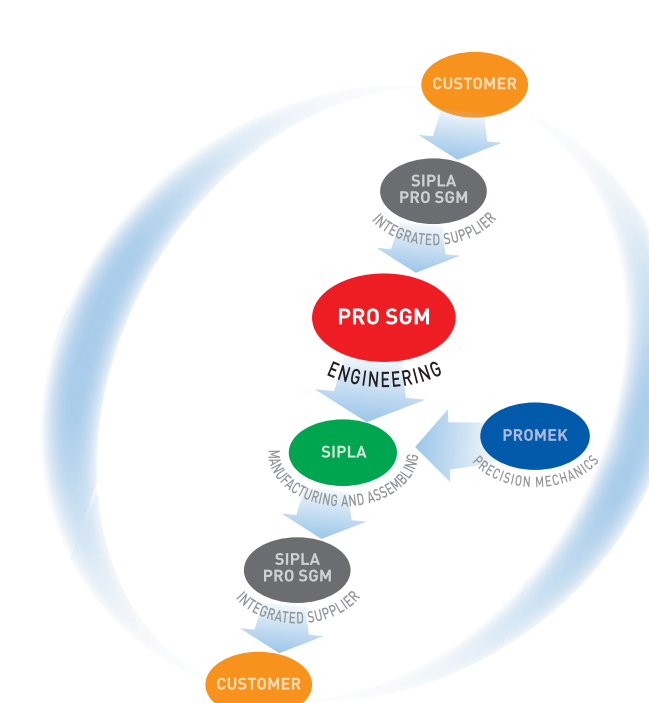 CUSTOMER
SIPLA
PRO SGM
INTEGRATED SUPPLIER
PRO SGM
ENGINEERING
SIPLA
MANUFACTURING AND ASSEMBLING
PROMEK
PRECISION MECHANICS
SIPLA
PRO SGM
INTEGRATED SUPPLIER
CUSTOMER